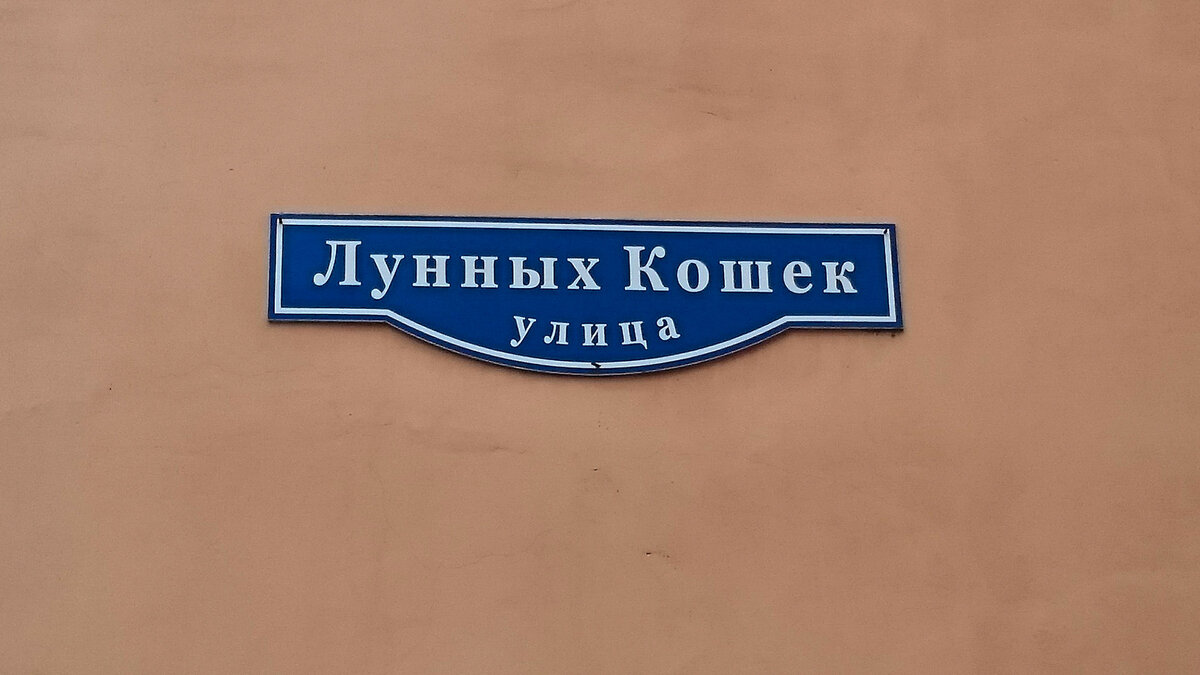 Лунных Кошек
улица